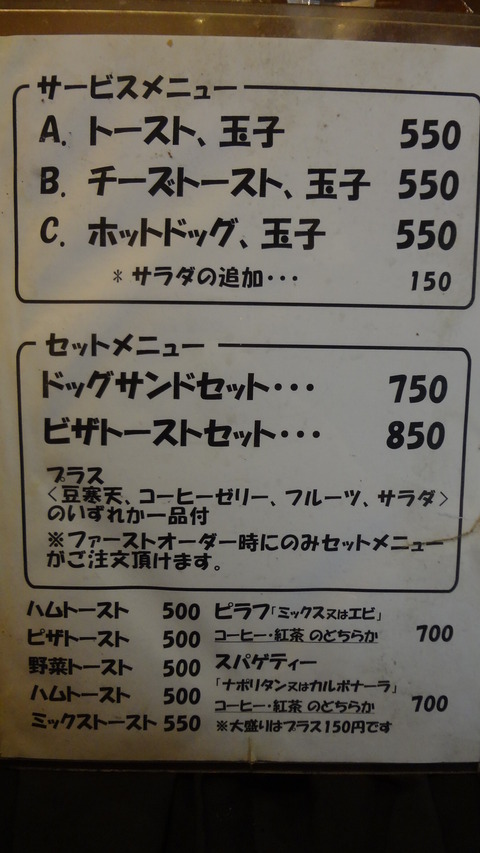 サービスメニュー
A. トースト、玉子 550
B. チーズトースト、玉子 550
C. ホットドッグ、玉子 550
* サラダの追加・・・ 150
セットメニュー
ドッグサンドセット・・・ 750
ピザトーストセット・・・ 850
プラス
<豆寒天、コーヒーゼリー、フルーツ、サラダ>
のいずれか一品付
※ファーストオーダー時にのみセットメニュー
がご注文頂けます。
ハムトースト 500
ピザトースト 500
野菜トースト 500
ハムトースト 500
ミックストースト 550
ピラフ「ミックス又はエビ」
コーヒー・紅茶 のどちらか 700
スパゲティー
「ナポリタン又はカルボナーラ」
コーヒー・紅茶 のどちらか 700
※大盛りはプラス150円です